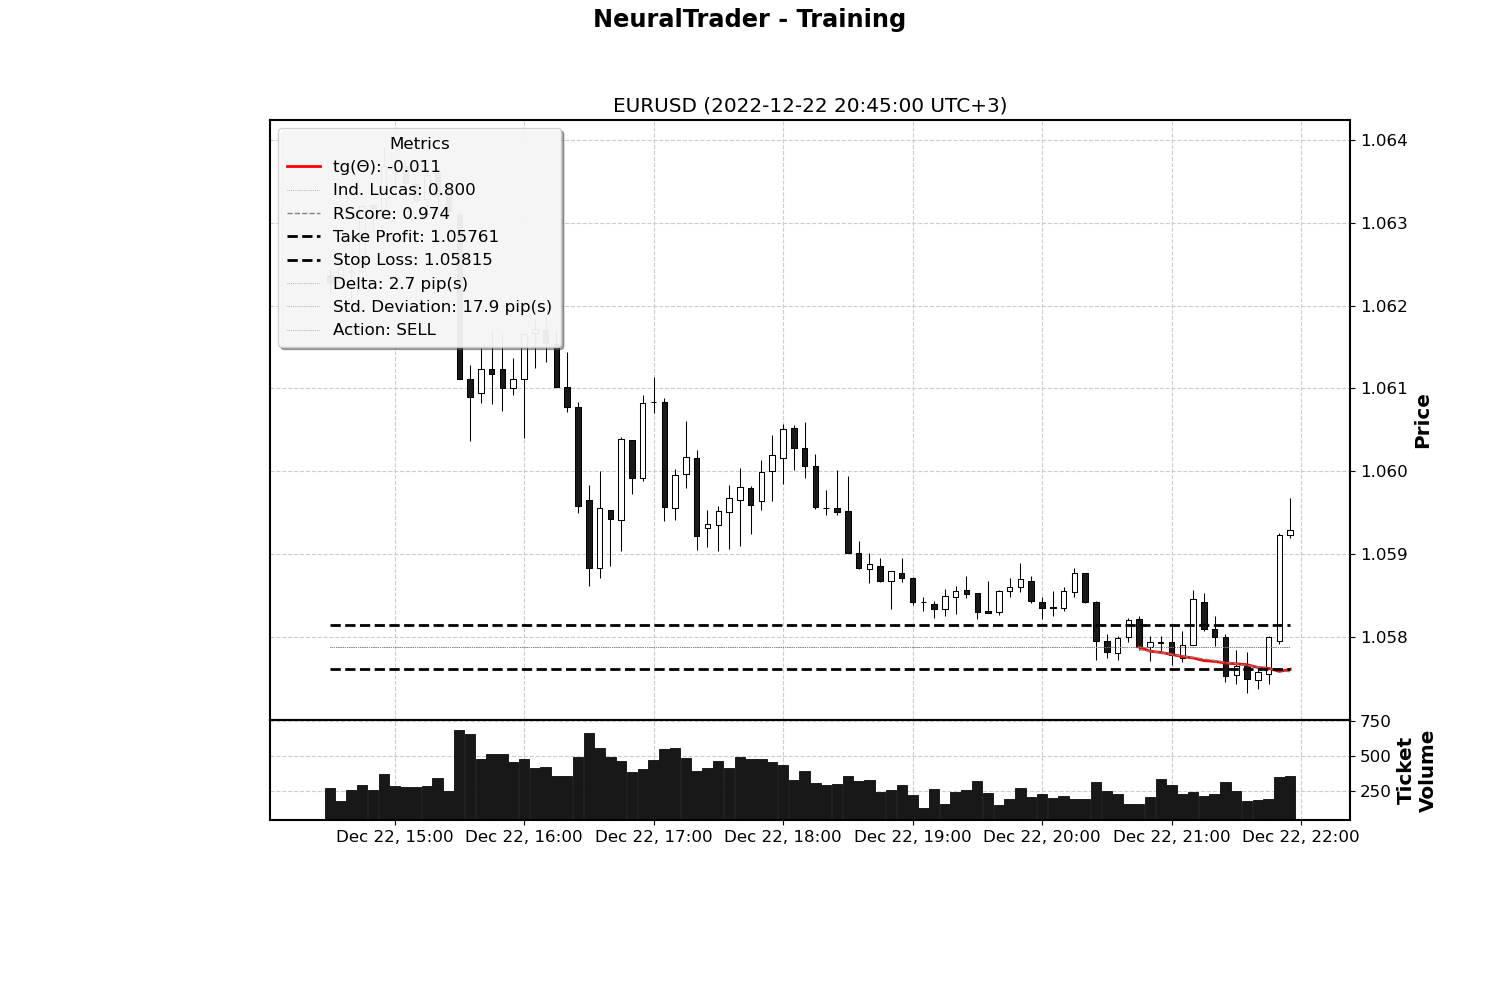 NeuralTrader - Training
EURUSD (2022-12-22 20:45:00 UTC+3)
Metrics
tg(Θ): -0.011
Ind. Lucas: 0.800
RScore: 0.974
Take Profit: 1.05761
Stop Loss: 1.05815
Delta: 2.7 pip(s)
Std. Deviation: 17.9 pip(s)
Action: SELL
1.064
1.063
1.062
1.061
1.060
1.059
1.058
Price
750
500
250
Ticket
Volume
Dec 22, 15:00
Dec 22, 16:00
Dec 22, 17:00
Dec 22, 18:00
Dec 22, 19:00
Dec 22, 20:00
Dec 22, 21:00
Dec 22, 22:00